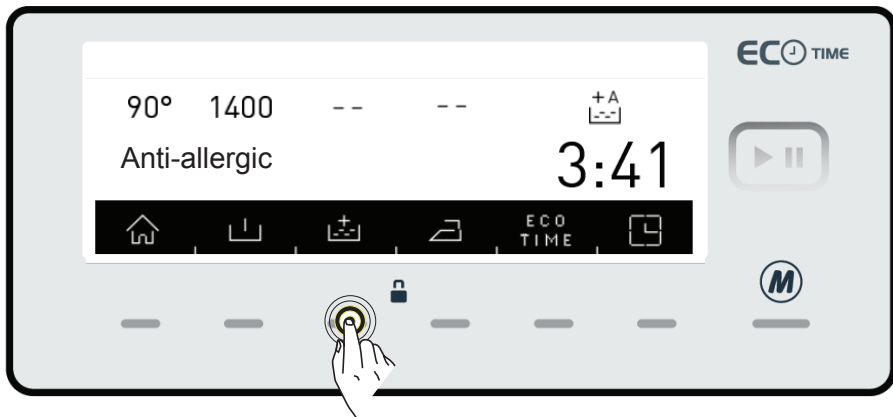 ECO TIME
90° 1400 -- -- +A
Anti-allergic
3:41
ECO TIME
M